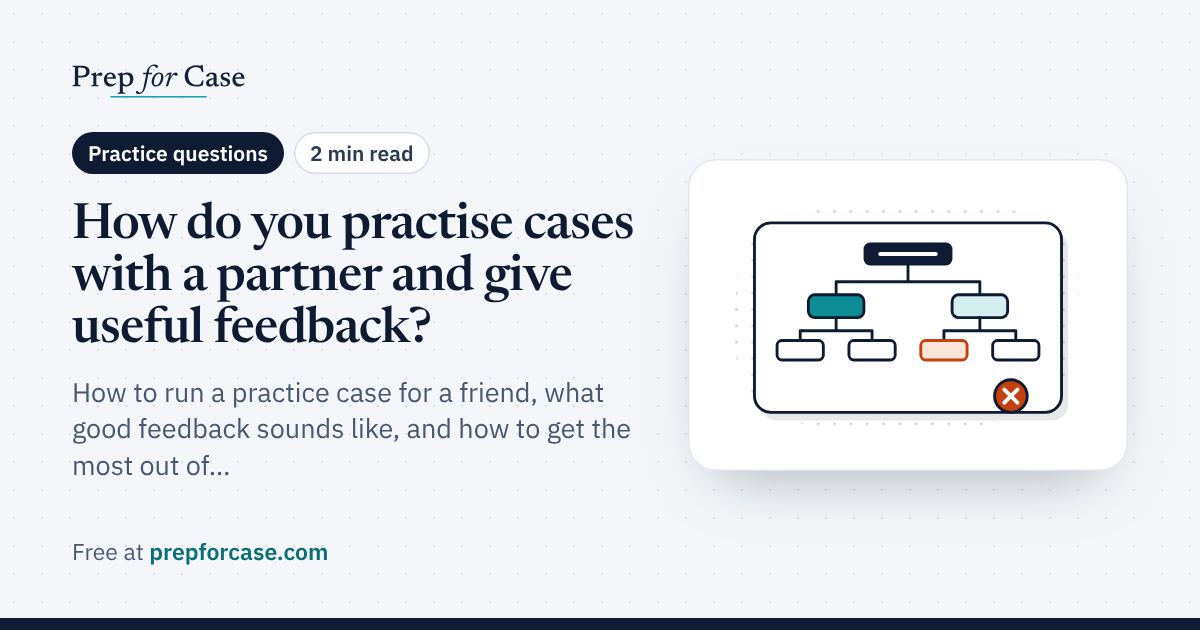 Prep for Case
Practice questions
2 min read
How do you practise cases
with a partner and give
useful feedback?
How to run a practice case for a friend, what
good feedback sounds like, and how to get the
most out of...
Free at prepforcase.com